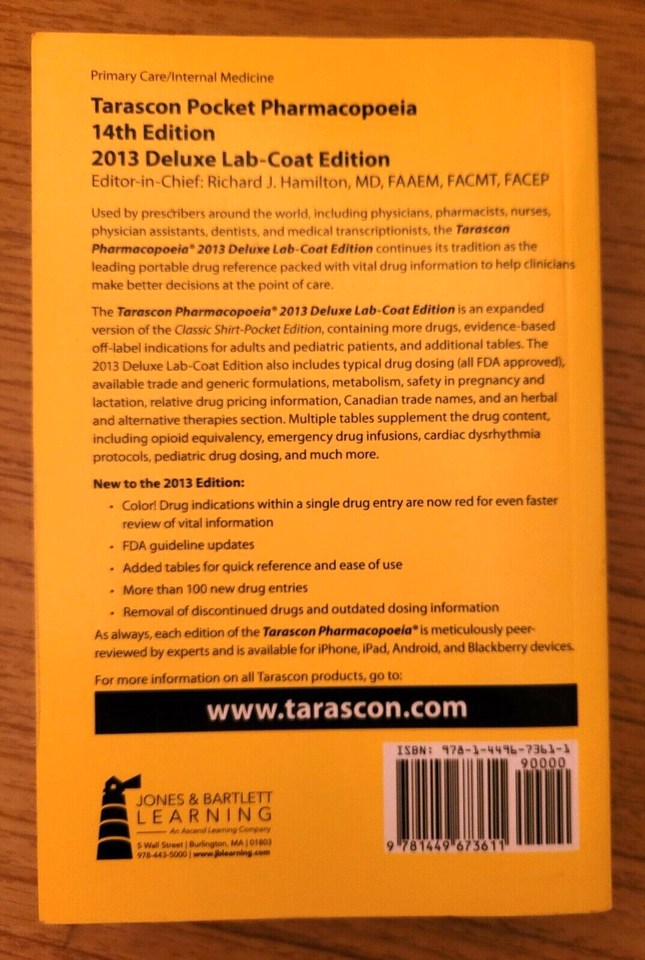 Primary Care/Internal Medicine
Tarascon Pocket Pharmacopoeia
14th Edition
2013 Deluxe Lab-Coat Edition
Editor-in-Chief: Richard J. Hamilton, MD, FAAEM, FACMT, FACEP
Used by prescribers around the world, including physicians, pharmacists, nurses,
physician assistants, dentists, and medical transcriptionists, the Tarascon
Pharmacopoeia® 2013 Deluxe Lab-Coat Edition continues its tradition as the
leading portable drug reference packed with vital drug information to help clinicians
make better decisions at the point of care.
The Tarascon Pharmacopoeia® 2013 Deluxe Lab-Coat Edition is an expanded
version of the Classic Shirt-Pocket Edition, containing more drugs, evidence-based
off-label indications for adults and pediatric patients, and additional tables. The
2013 Deluxe Lab-Coat Edition also includes typical drug dosing (all FDA approved),
available trade and generic formulations, metabolism, safety in pregnancy and
lactation, relative drug pricing information, Canadian trade names, and an herbal
and alternative therapies section. Multiple tables supplement the drug content,
including opioid equivalency, emergency drug infusions, cardiac dysrhythmia
protocols, pediatric drug dosing, and much more.
New to the 2013 Edition:
• Color! Drug indications within a single drug entry are now red for even faster
review of vital information
• FDA guideline updates
• Added tables for quick reference and ease of use
• More than 100 new drug entries
• Removal of discontinued drugs and outdated dosing information
As always, each edition of the Tarascon Pharmacopoeia® is meticulously peer-
reviewed by experts and is available for iPhone, iPad, Android, and Blackberry devices.
For more information on all Tarascon products, go to:
www.tarascon.com
ISBN: 978-1-4496-7361-1
90000
9 781449 673611
JONES & BARTLETT
LEARNING
An Ascend Learning Company
5 Wall Street | Burlington, MA | 01803
978-443-5000 | www.jblearning.com